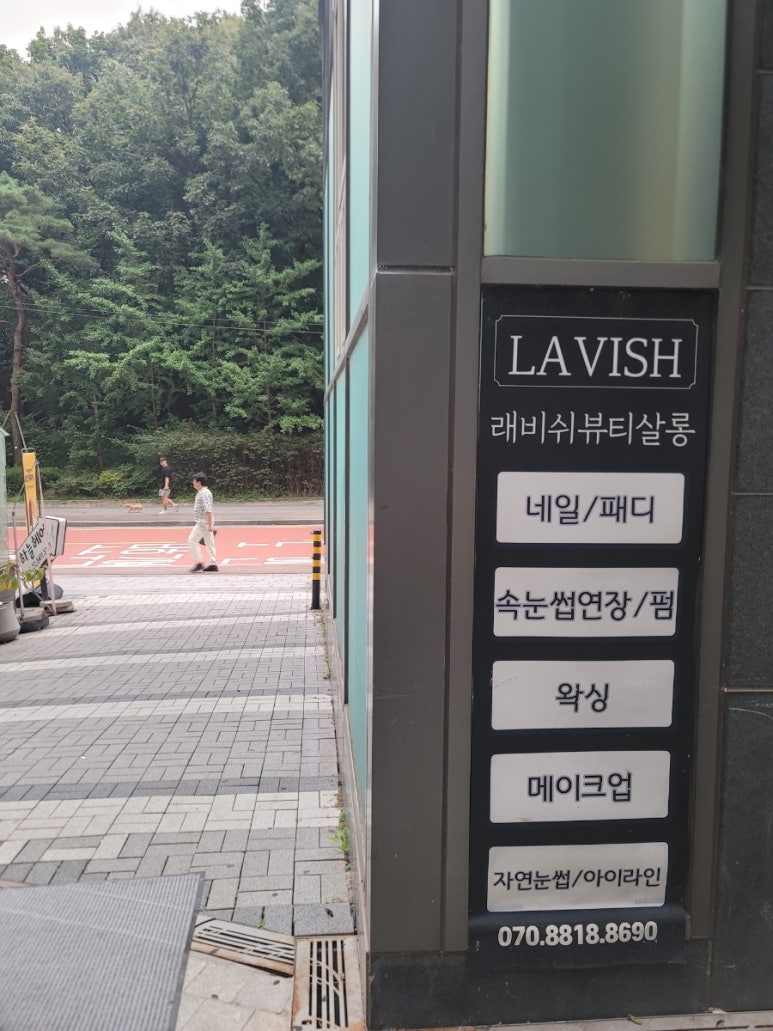 LAVISH
래비쉬뷰티살롱
네일/패디
속눈썹연장/펌
왁싱
메이크업
자연눈썹/아이라인
070.8818.8690